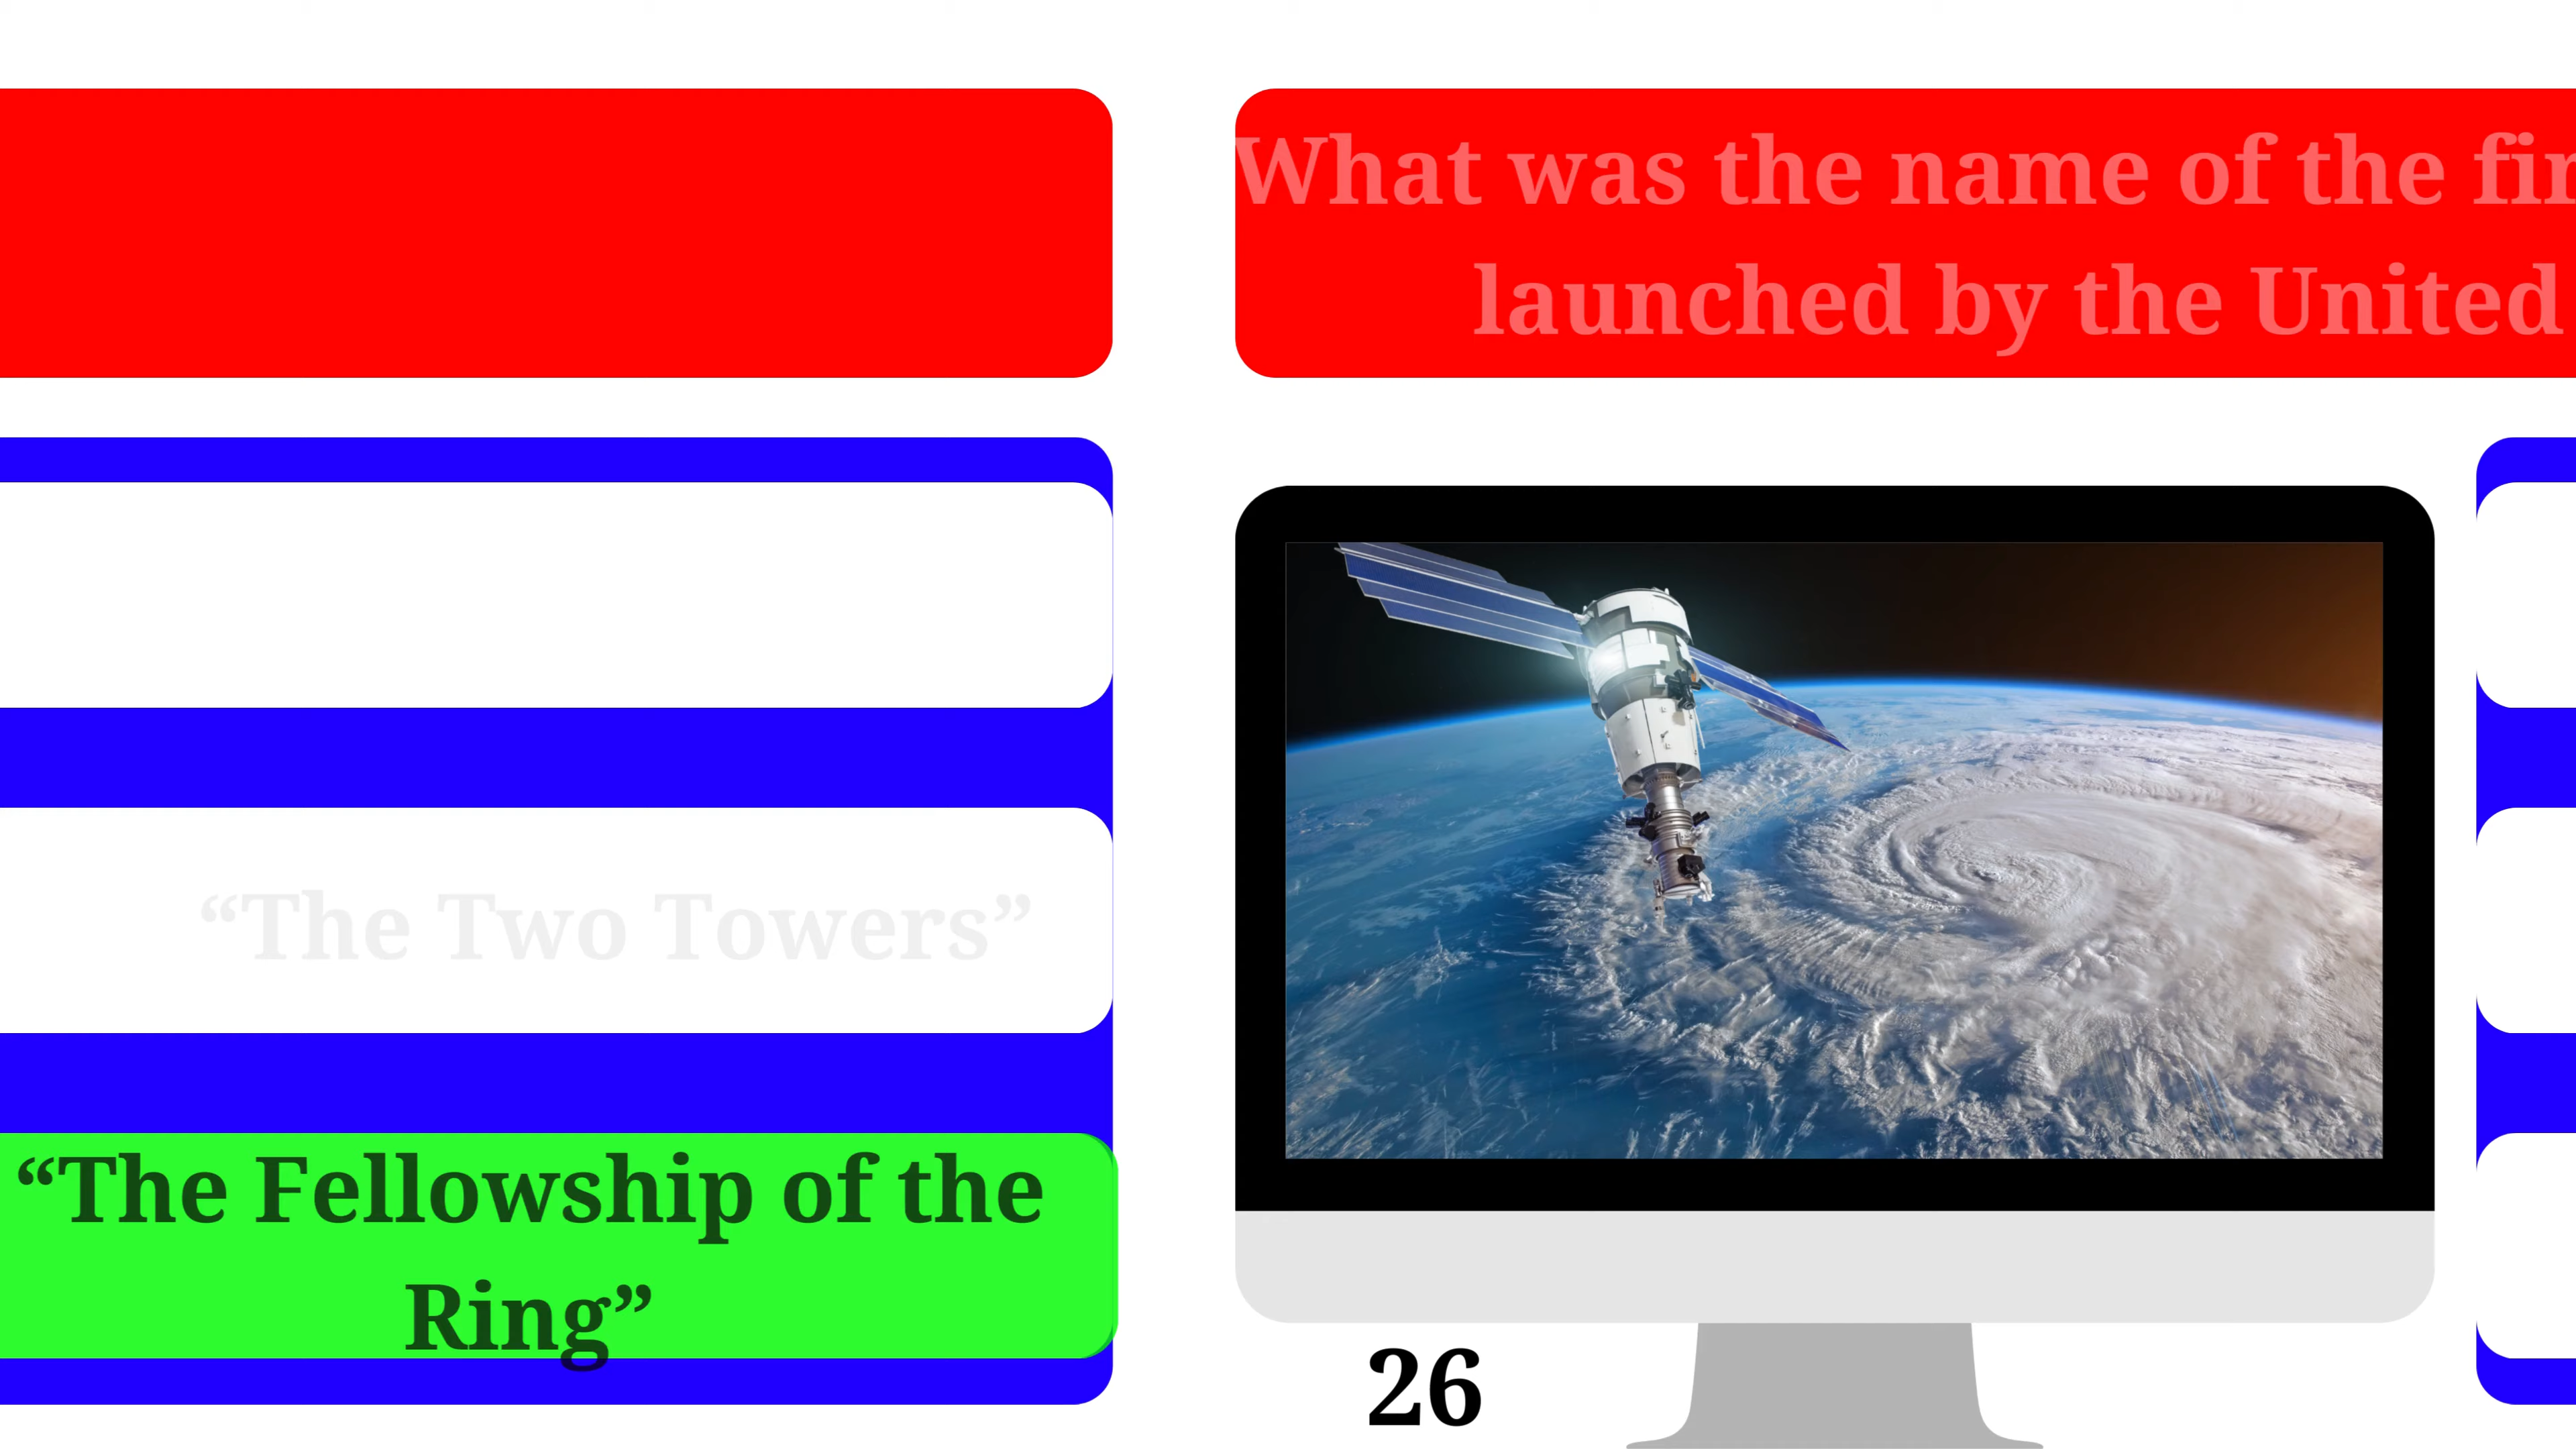 What was the name of the
launched by the United
“The Two Towers”
“The Fellowship of the
Ring”
26